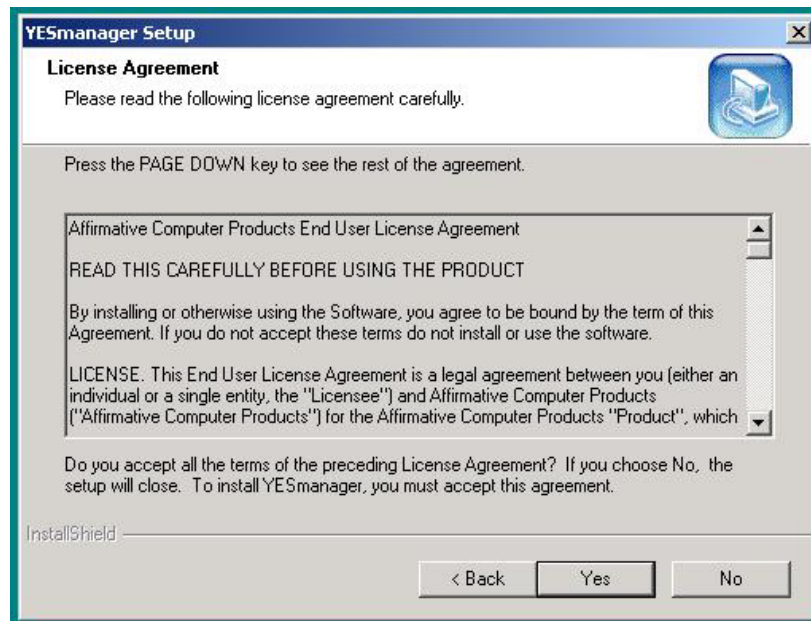 YESmanager Setup
License Agreement
Please read the following license agreement carefully.
Press the PAGE DOWN key to see the rest of the agreement.
Affirmative Computer Products End User License Agreement
READ THIS CAREFULLY BEFORE USING THE PRODUCT
By installing or otherwise using the Software, you agree to be bound by the term of this
Agreement. If you do not accept these terms do not install or use the software.
LICENSE. This End User License Agreement is a legal agreement between you (either an
individual or a single entity, the "Licensee") and Affirmative Computer Products
("Affirmative Computer Products") for the Affirmative Computer Products "Product", which
Do you accept all the terms of the preceding License Agreement? If you choose No, the
setup will close. To install YESmanager, you must accept this agreement.
InstallShield
< Back Yes No